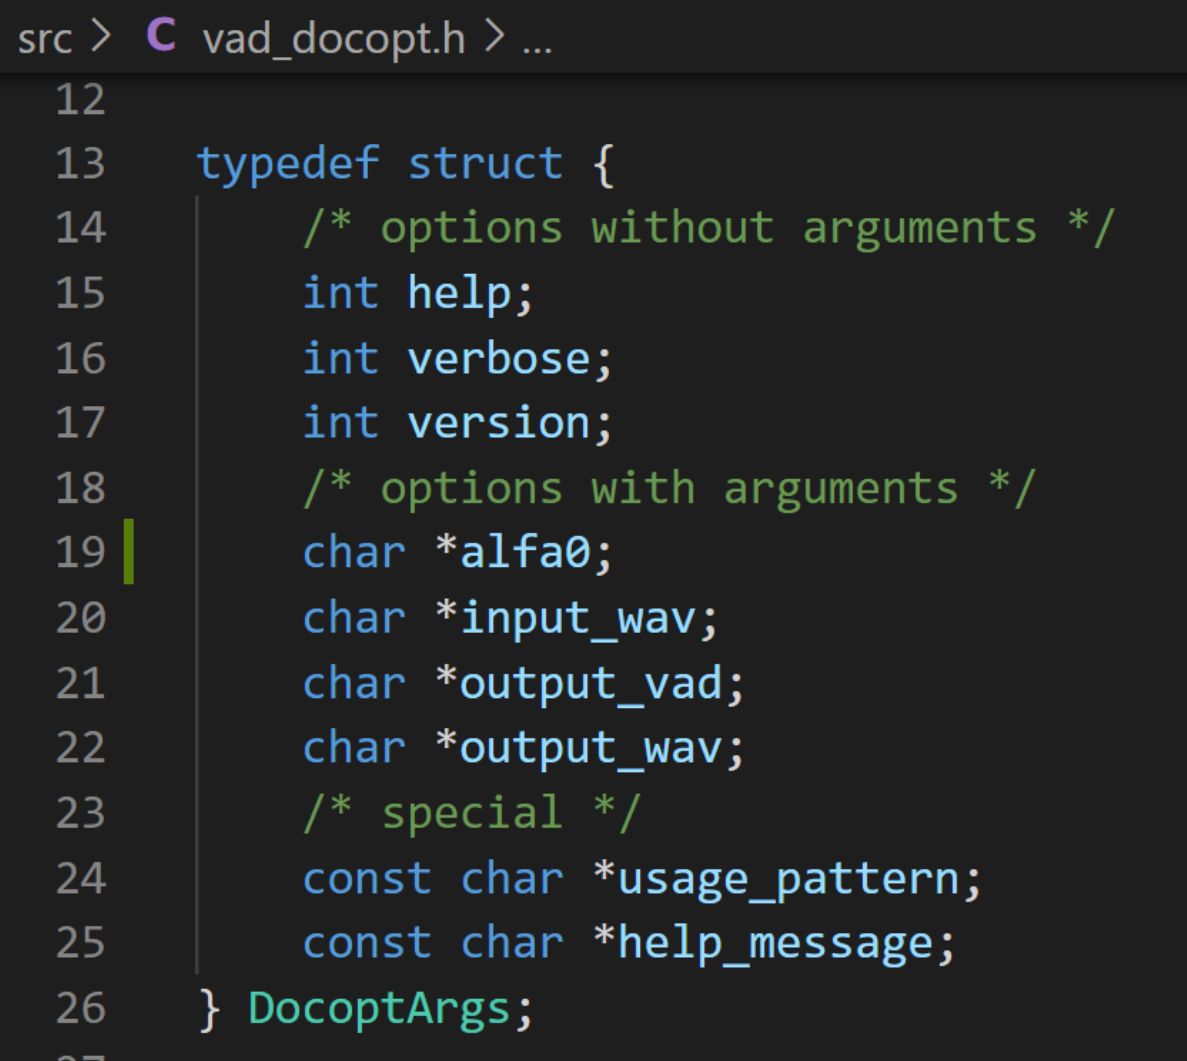 src > C vad_docopt.h > ...
12
13 typedef struct {
14 /* options without arguments */
15 int help;
16 int verbose;
17 int version;
18 /* options with arguments */
19 char *alfa0;
20 char *input_wav;
21 char *output_vad;
22 char *output_wav;
23 /* special */
24 const char *usage_pattern;
25 const char *help_message;
26 } DocoptArgs;